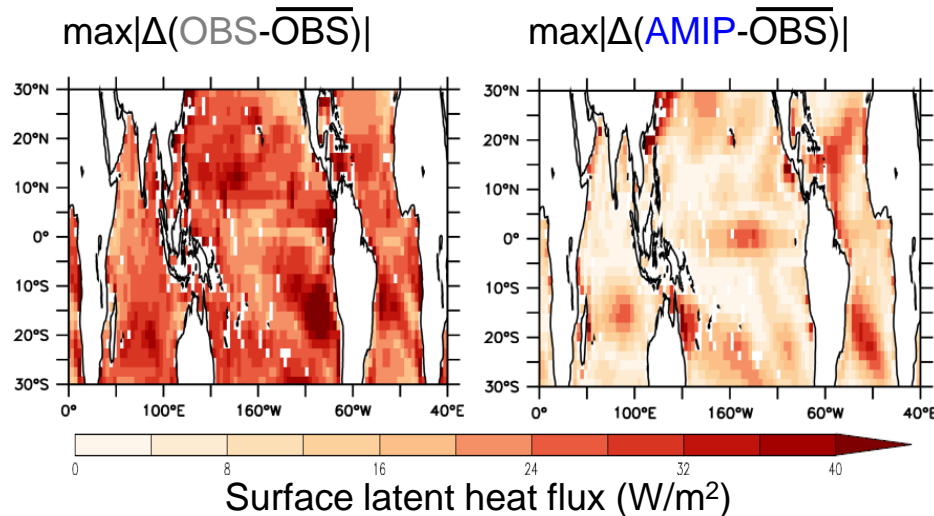 max|Δ(OBS-O̅B̅S̅)| max|Δ(AMIP-O̅B̅S̅)|
30°N 30°N
20°N 20°N
10°N 10°N
0° 0°
10°S 10°S
20°S 20°S
30°S 30°S
0° 100°E 160°W 60°W 40°E 0° 100°E 160°W 60°W 40°E
0 8 16 24 32 40
Surface latent heat flux (W/m²)